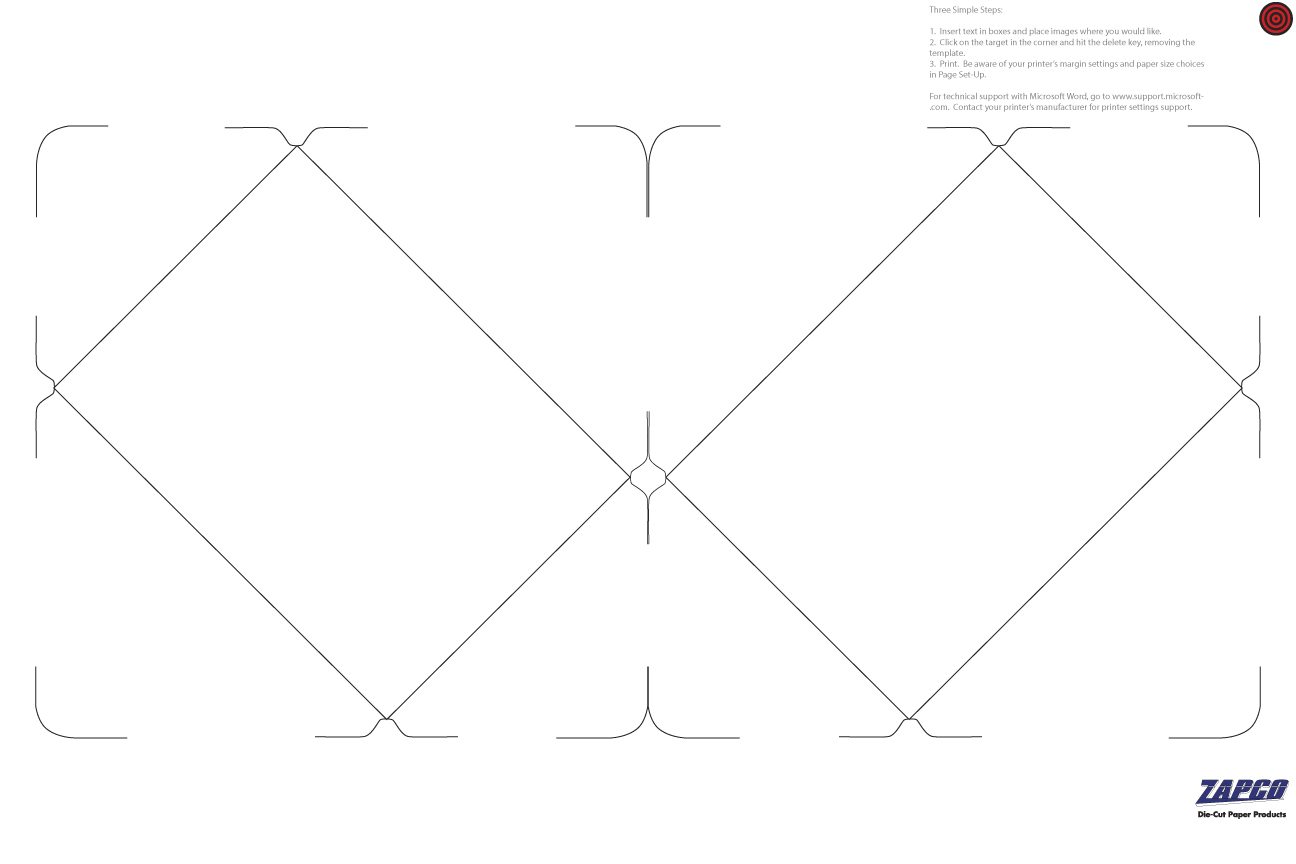 Three Simple Steps:
1. Insert text in boxes and place images where you would like.
2. Click on the target in the corner and hit the delete key, removing the
template.
3. Print. Be aware of your printer's margin settings and paper size choices
in Page Set-Up.
For technical support with Microsoft Word, go to www.support.microsoft-
.com. Contact your printer's manufacturer for printer settings support.
ZAPCO
Die-Cut Paper Products